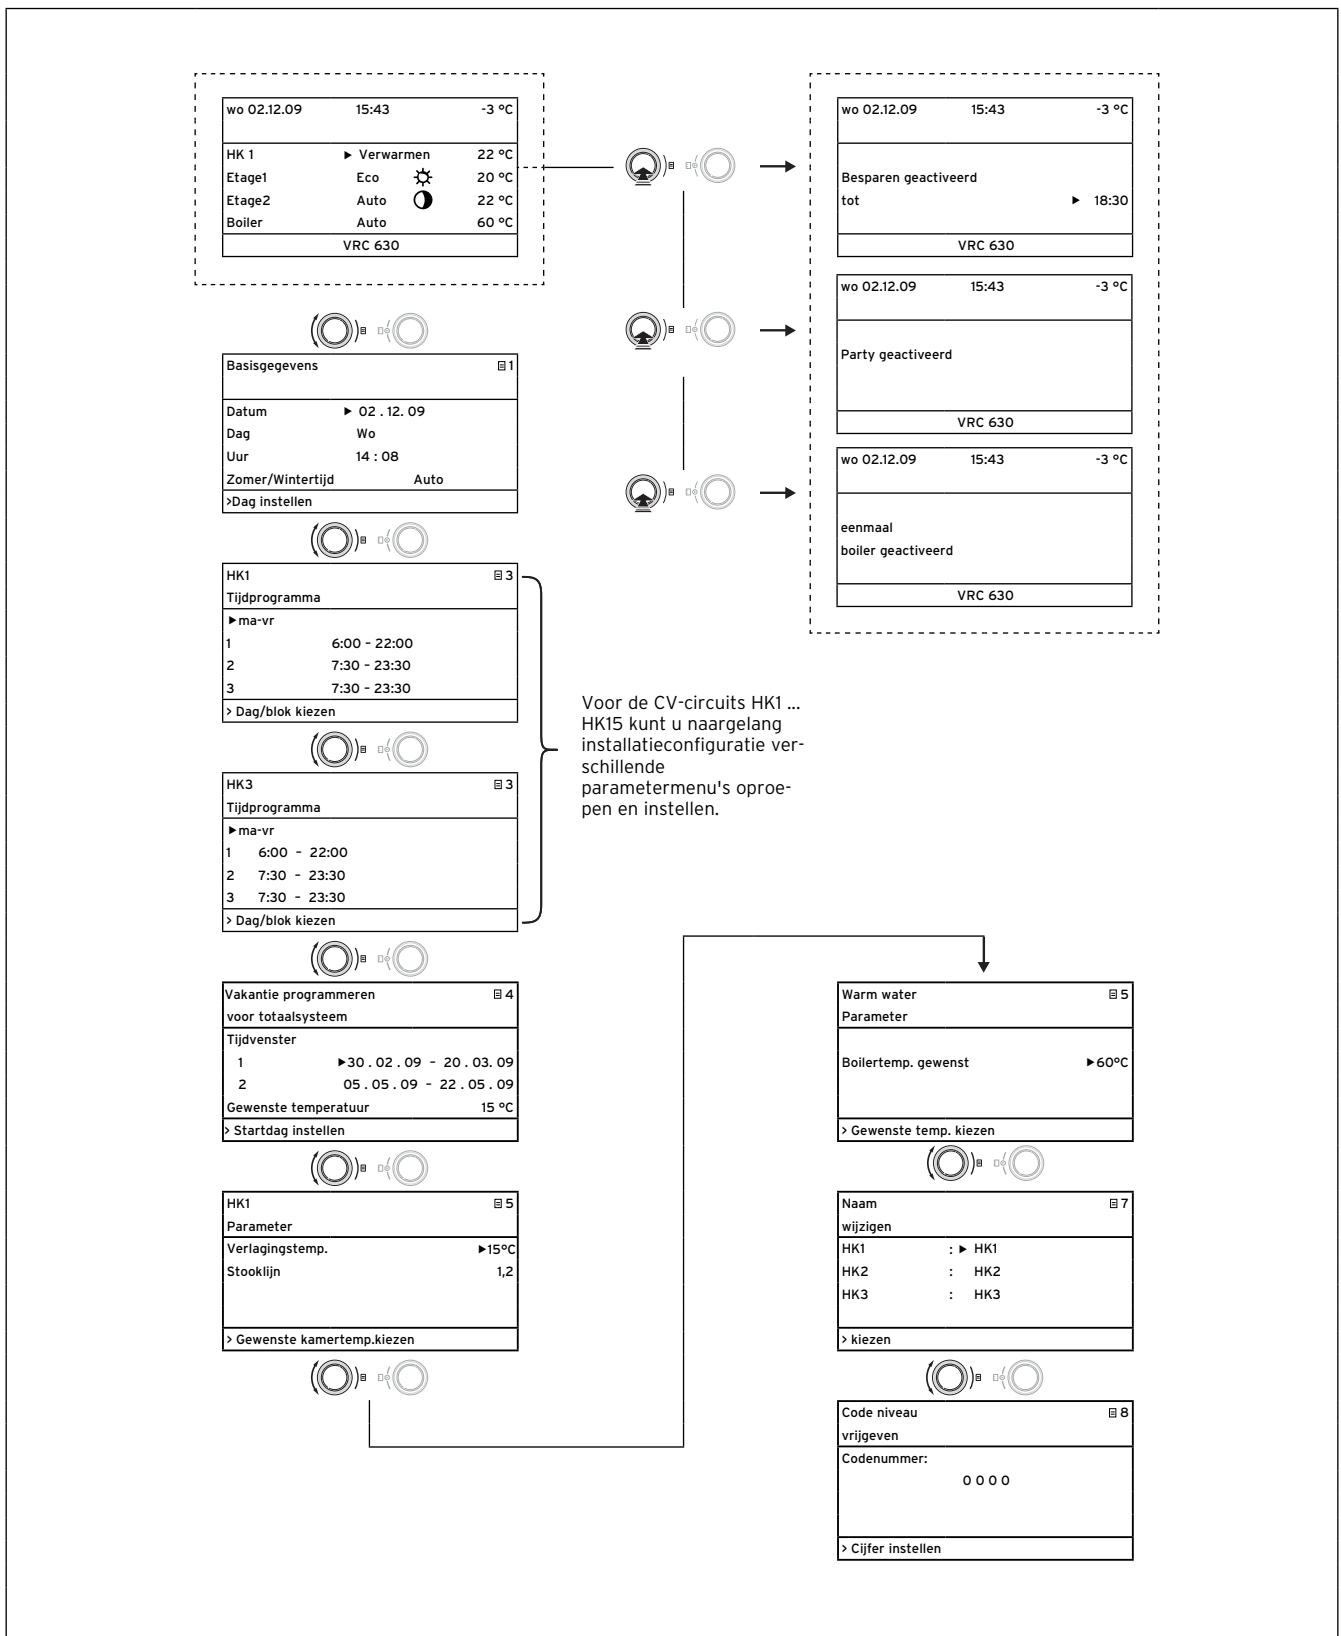 wo 02.12.09 15:43 -3 °C
HK 1 ► Verwarmen 22 °C
Etage1 Eco 20 °C
Etage2 Auto 22 °C
Boiler Auto 60 °C
VRC 630
wo 02.12.09 15:43 -3 °C
Besparen geactiveerd
tot ► 18:30
VRC 630
wo 02.12.09 15:43 -3 °C
Party geactiveerd
VRC 630
wo 02.12.09 15:43 -3 °C
eenmaal
boiler geactiveerd
VRC 630
Basisgegevens 1
Datum ► 02 . 12. 09
Dag Wo
Uur 14 : 08
Zomer/Wintertijd Auto
>Dag instellen
HK1 3
Tijdprogramma
►ma-vr
1 6:00 - 22:00
2 7:30 - 23:30
3 7:30 - 23:30
> Dag/blok kiezen
HK3 3
Tijdprogramma
►ma-vr
1 6:00 - 22:00
2 7:30 - 23:30
3 7:30 - 23:30
> Dag/blok kiezen
Voor de CV-circuits HK1 ...
HK15 kunt u naargelang
installatieconfiguratie ver-
schillende
parametermenu's oproe-
pen en instellen.
Vakantie programmeren 4
voor totaalsysteem
Tijdvenster
1 ►30 . 02 . 09 - 20 . 03. 09
2 05 . 05 . 09 - 22 . 05 . 09
Gewenste temperatuur 15 °C
> Startdag instellen
HK1 5
Parameter
Verlagingstemp. ►15°C
Stooklijn 1,2
> Gewenste kamertemp.kiezen
Warm water 5
Parameter
Boilertemp. gewenst ►60°C
> Gewenste temp. kiezen
Naam 7
wijzigen
HK1 : ► HK1
HK2 : HK2
HK3 : HK3
> kiezen
Code niveau 8
vrijgeven
Codenummer:
0 0 0 0
> Cijfer instellen